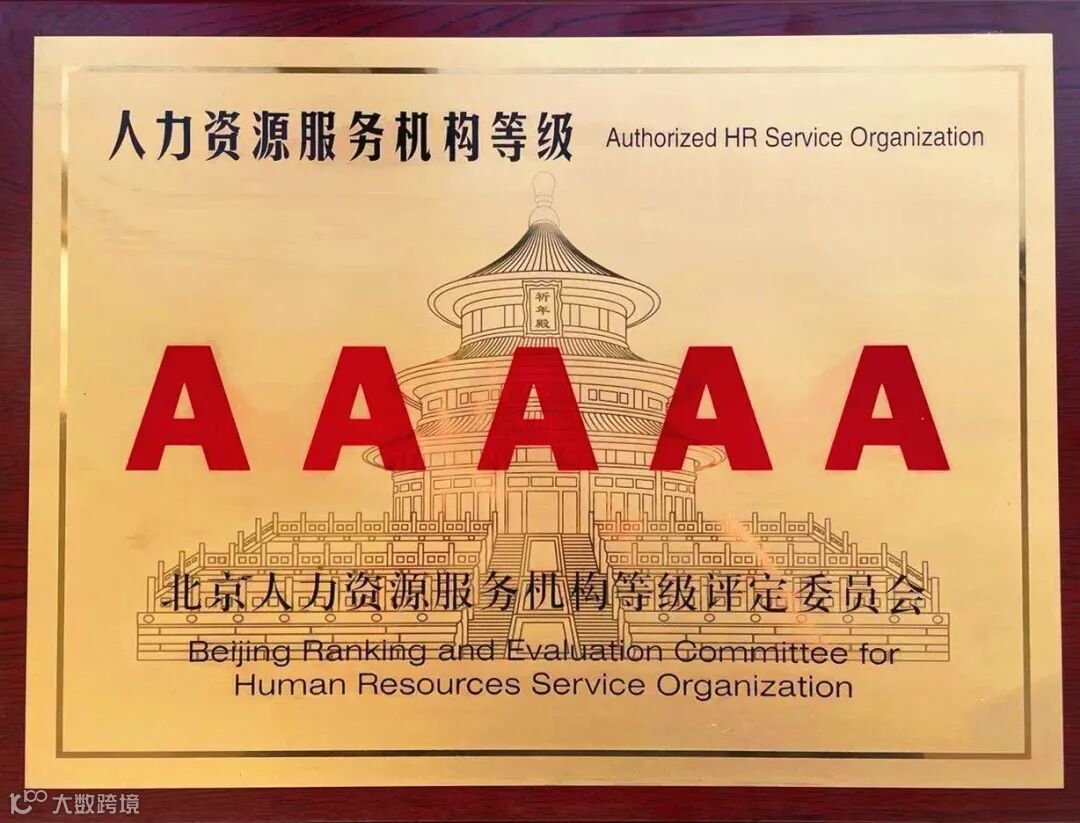 人力资源服务机构等级 Authorized HR Service Organization
祈年殿
AAAAA
北京人力资源服务机构等级评定委员会
Beijing Ranking and Evaluation Committee for
Human Resources Service Organization
大数跨境